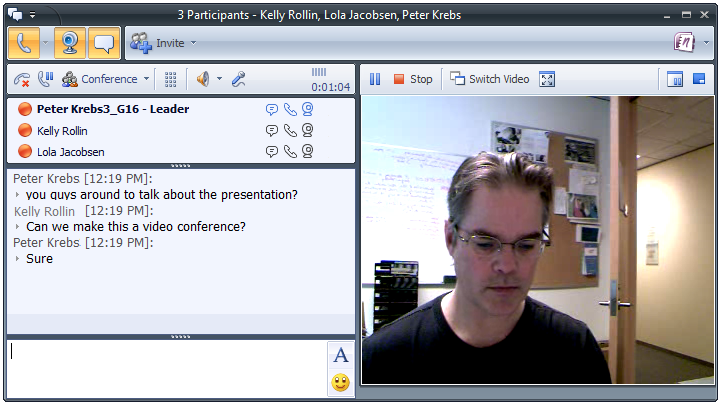 3 Participants - Kelly Rollin, Lola Jacobsen, Peter Krebs
Invite
Conference
0:01:04
Stop
Switch Video
Peter Krebs3_G16 - Leader
Kelly Rollin
Lola Jacobsen
Peter Krebs [12:19 PM]:
you guys around to talk about the presentation?
Kelly Rollin [12:19 PM]:
Can we make this a video conference?
Peter Krebs [12:19 PM]:
Sure
A